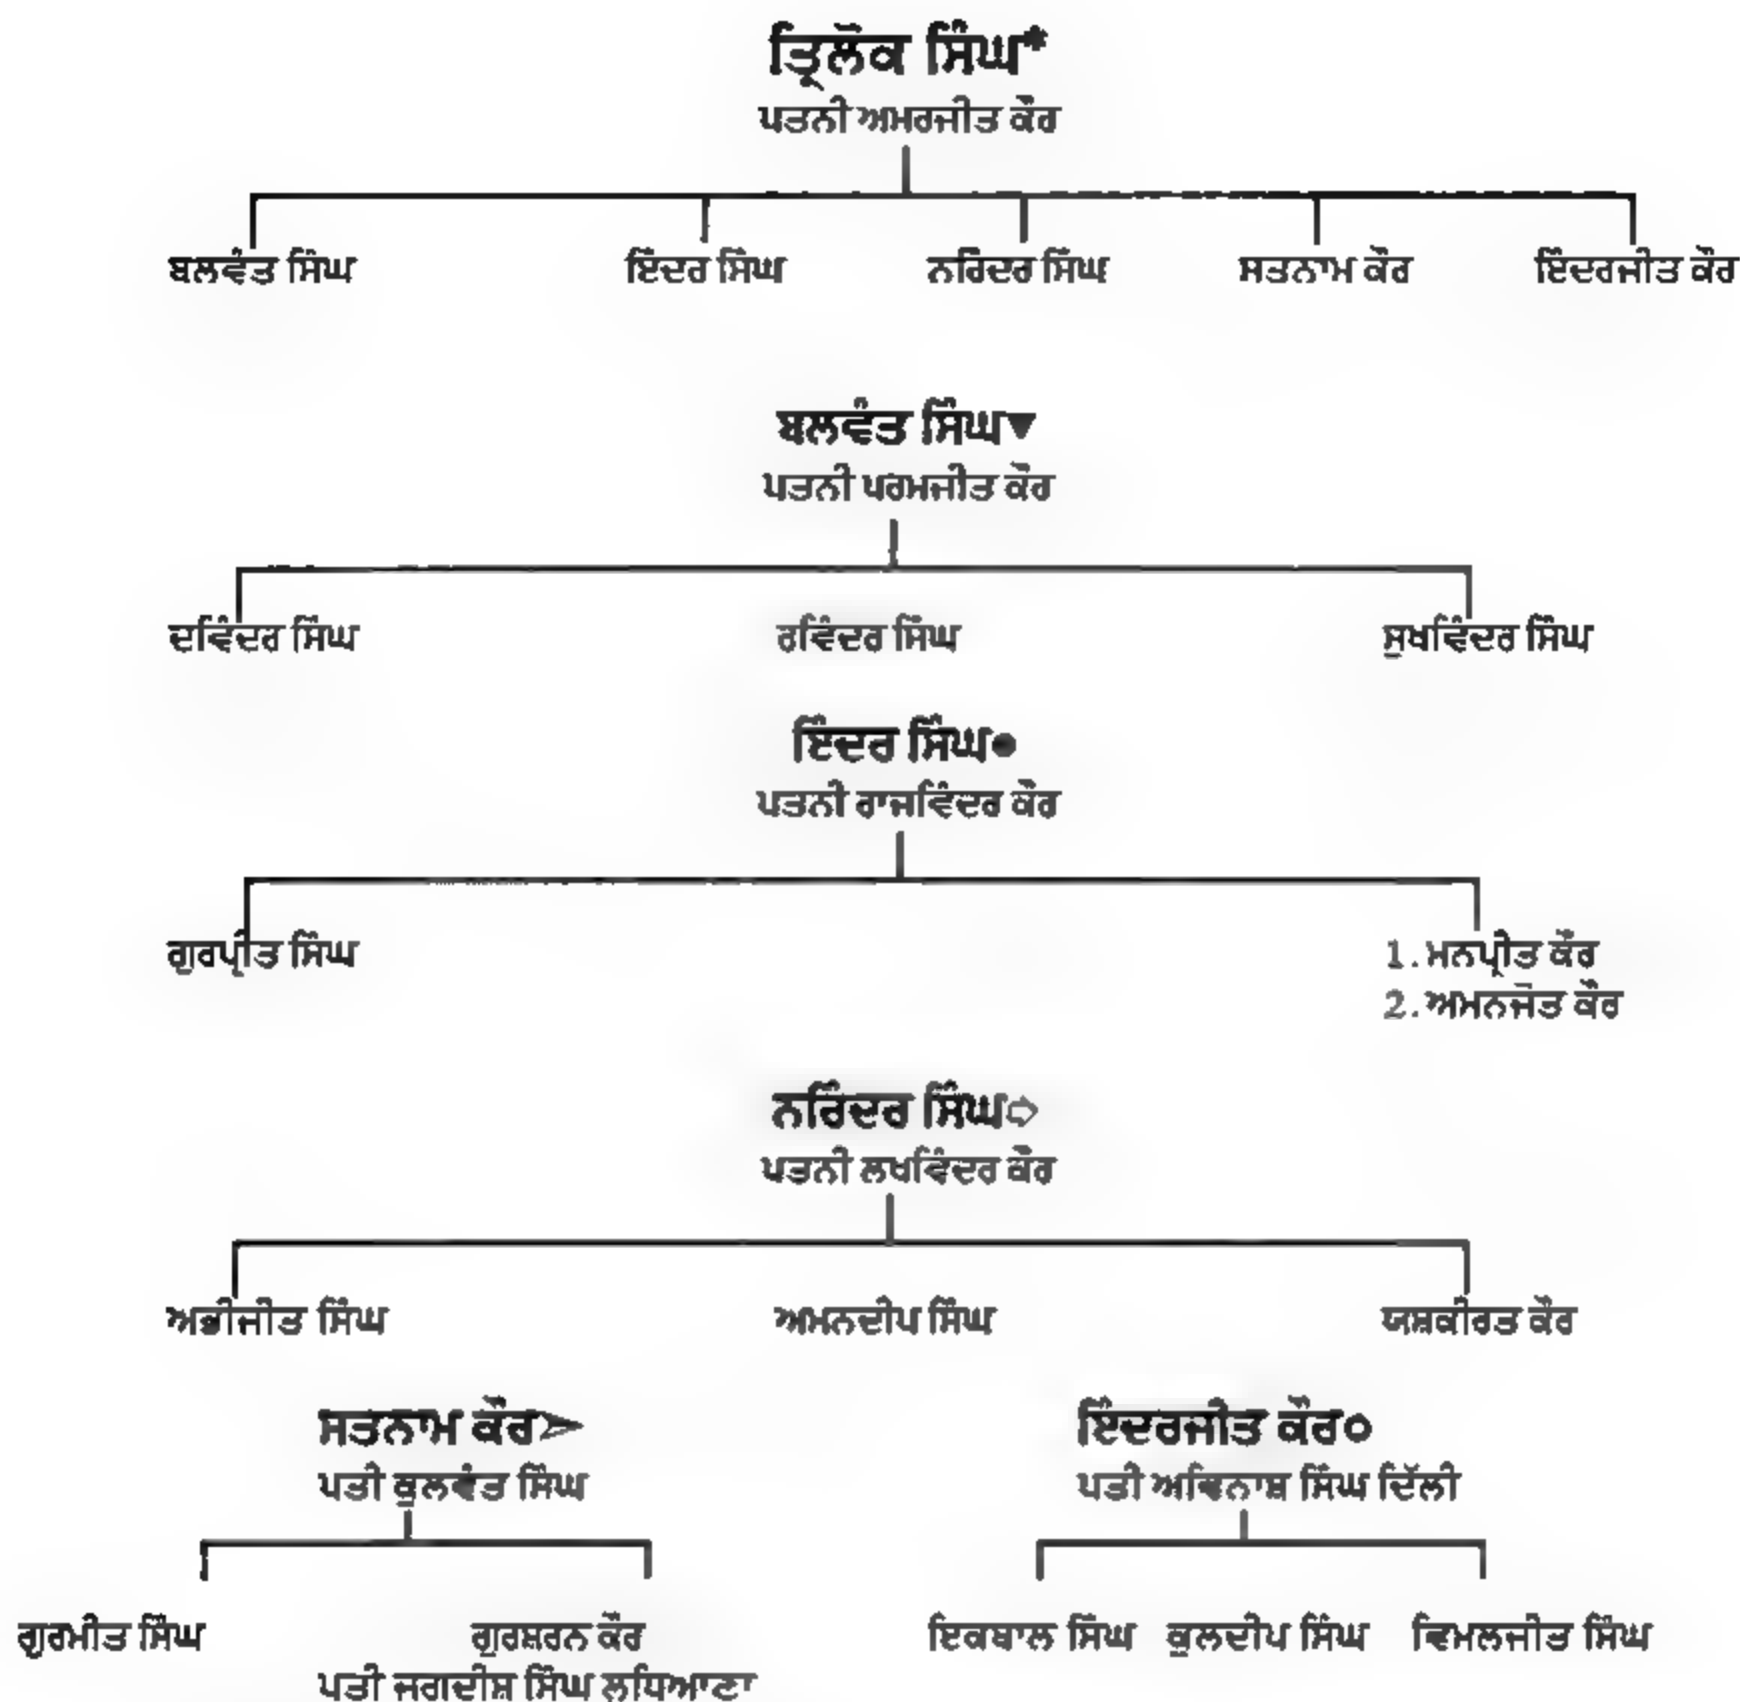 ਤ੍ਰਿਲੋਕ ਸਿੰਘ*
ਪਤਨੀ ਅਮਰਜੀਤ ਕੌਰ
ਬਲਵੰਤ ਸਿੰਘ ਇੰਦਰ ਸਿੰਘ ਨਰਿੰਦਰ ਸਿੰਘ ਸਤਨਾਮ ਕੌਰ ਇੰਦਰਜੀਤ ਕੌਰ
ਬਲਵੰਤ ਸਿੰਘ▼
ਪਤਨੀ ਪਰਮਜੀਤ ਕੌਰ
ਦਵਿੰਦਰ ਸਿੰਘ ਰਵਿੰਦਰ ਸਿੰਘ ਸੁਖਵਿੰਦਰ ਸਿੰਘ
ਇੰਦਰ ਸਿੰਘ●
ਪਤਨੀ ਰਾਜਵਿੰਦਰ ਕੌਰ
ਗੁਰਪ੍ਰੀਤ ਸਿੰਘ 1.ਮਨਪ੍ਰੀਤ ਕੌਰ
2.ਅਮਨਜੋਤ ਕੌਰ
ਨਰਿੰਦਰ ਸਿੰਘ➪
ਪਤਨੀ ਲਖਵਿੰਦਰ ਕੌਰ
ਅਭੀਜੀਤ ਸਿੰਘ ਅਮਨਦੀਪ ਸਿੰਘ ਯਸ਼ਕੀਰਤ ਕੌਰ
ਸਤਨਾਮ ਕੌਰ➢ ਇੰਦਰਜੀਤ ਕੌਰ○
ਪਤੀ ਕੁਲਵੰਤ ਸਿੰਘ ਪਤੀ ਅਵਿਨਾਸ਼ ਸਿੰਘ ਦਿੱਲੀ
ਗੁਰਮੀਤ ਸਿੰਘ ਗੁਰਸ਼ਰਨ ਕੌਰ ਇਕਬਾਲ ਸਿੰਘ ਕੁਲਦੀਪ ਸਿੰਘ ਵਿਮਲਜੀਤ ਸਿੰਘ
ਪਤੀ ਜਗਦੀਸ਼ ਸਿੰਘ ਲੁਧਿਆਣਾ